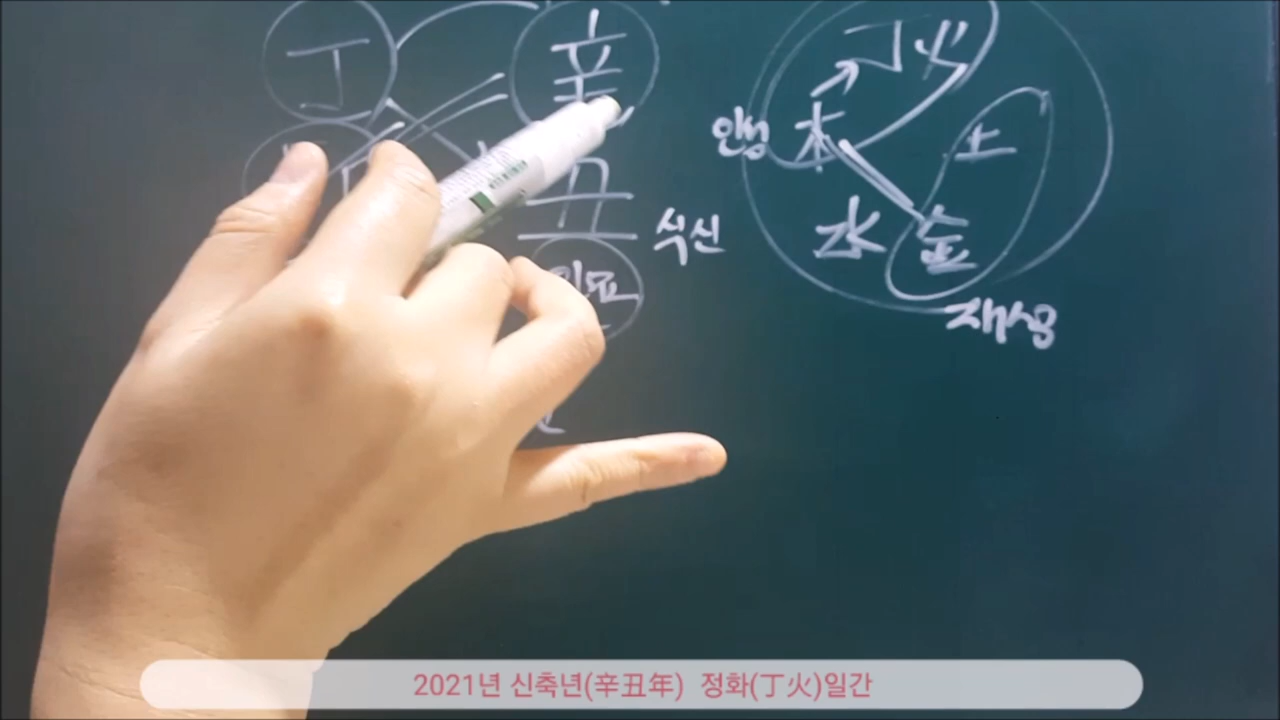 丁 辛
丑
식신
丁火
인성 木 土
水 金
재성
2021년 신축년(辛丑年) 정화(丁火)일간